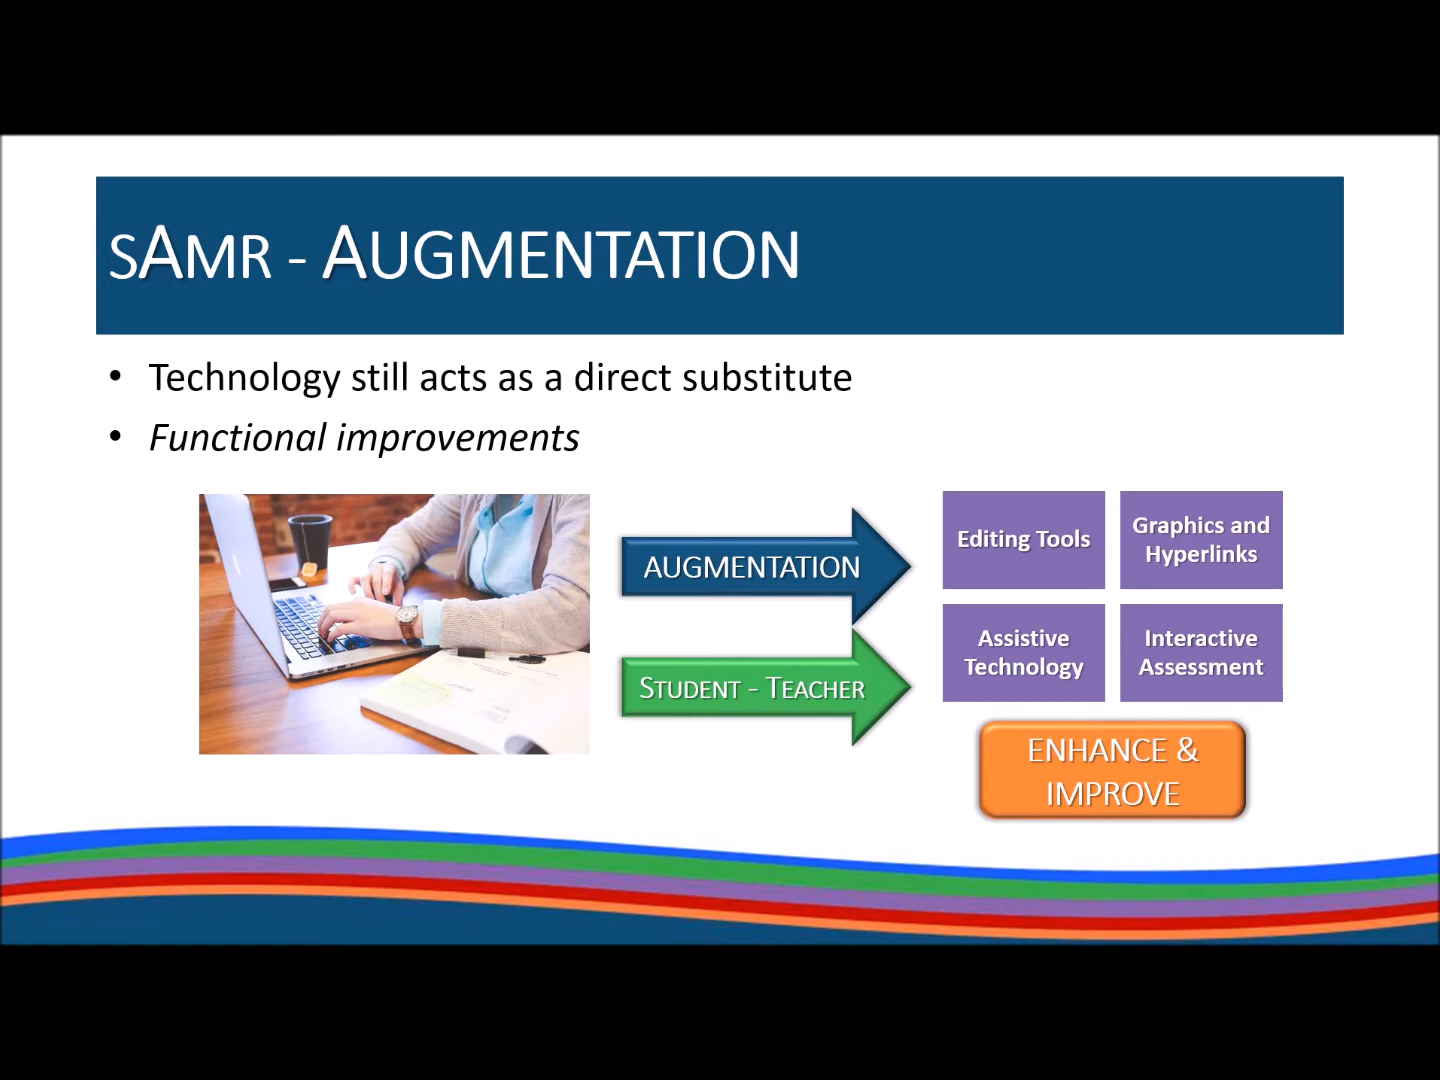 sAMR - AUGMENTATION
• Technology still acts as a direct substitute
• Functional improvements
AUGMENTATION
STUDENT - TEACHER
Editing Tools
Graphics and
Hyperlinks
Assistive
Technology
Interactive
Assessment
ENHANCE &
IMPROVE